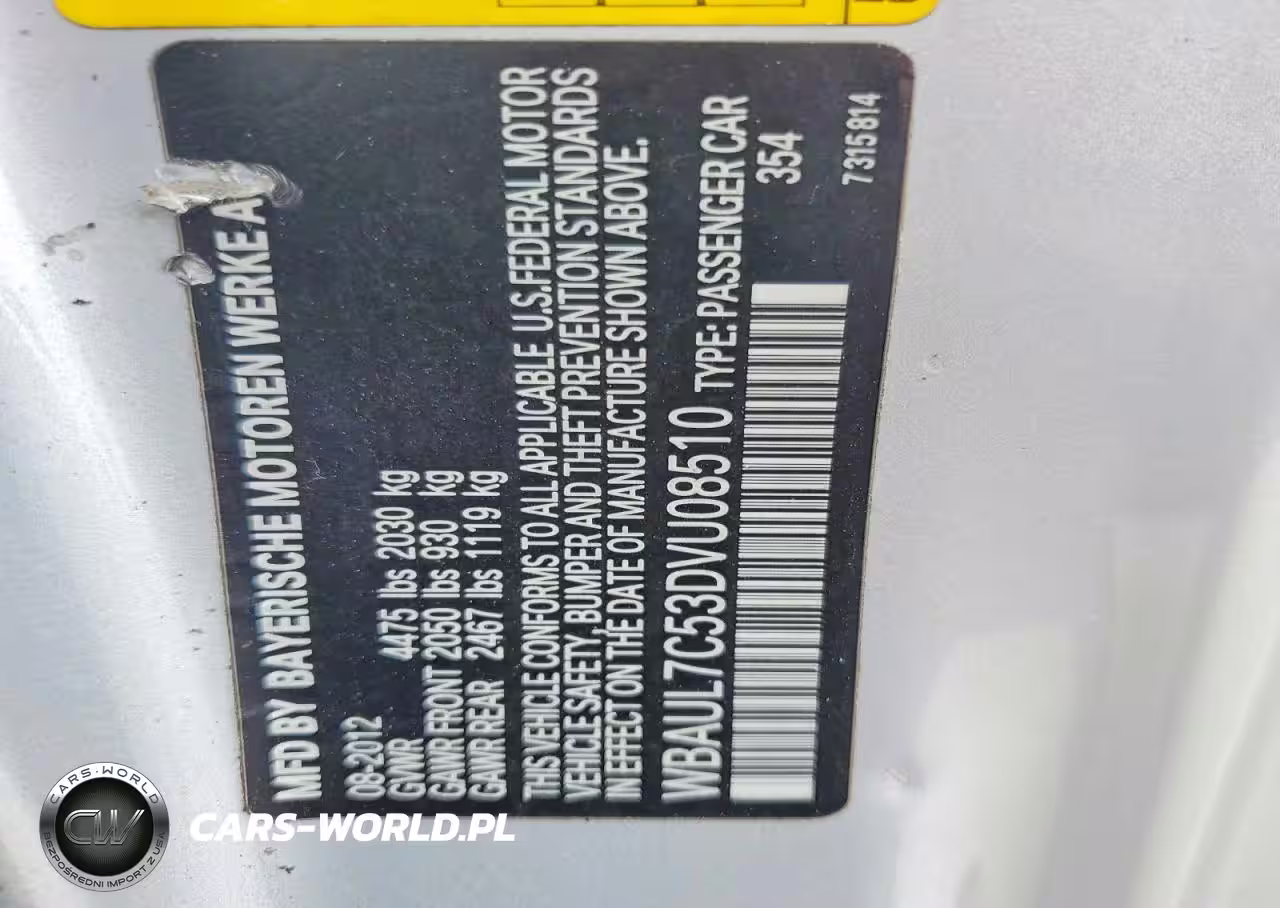 MFD BY BAYERISCHE MOTOREN WERKE A
08-2012
GVWR 4475 lbs 2030 kg
GAWR FRONT 2050 lbs 930 kg
GAWR REAR 2467 lbs 1119 kg
THIS VEHICLE CONFORMS TO ALL APPLICABLE U.S.FEDERAL MOTOR
VEHICLE SAFETY, BUMPER AND THEFT PREVENTION STANDARDS
IN EFFECT ON THE DATE OF MANUFACTURE SHOWN ABOVE.
WBAUL7C53DVU08510 TYPE: PASSENGER CAR
354
7315814
CARS-WORLD
CW
BEZPOŚREDNI IMPORT Z USA
CARS-WORLD.PL